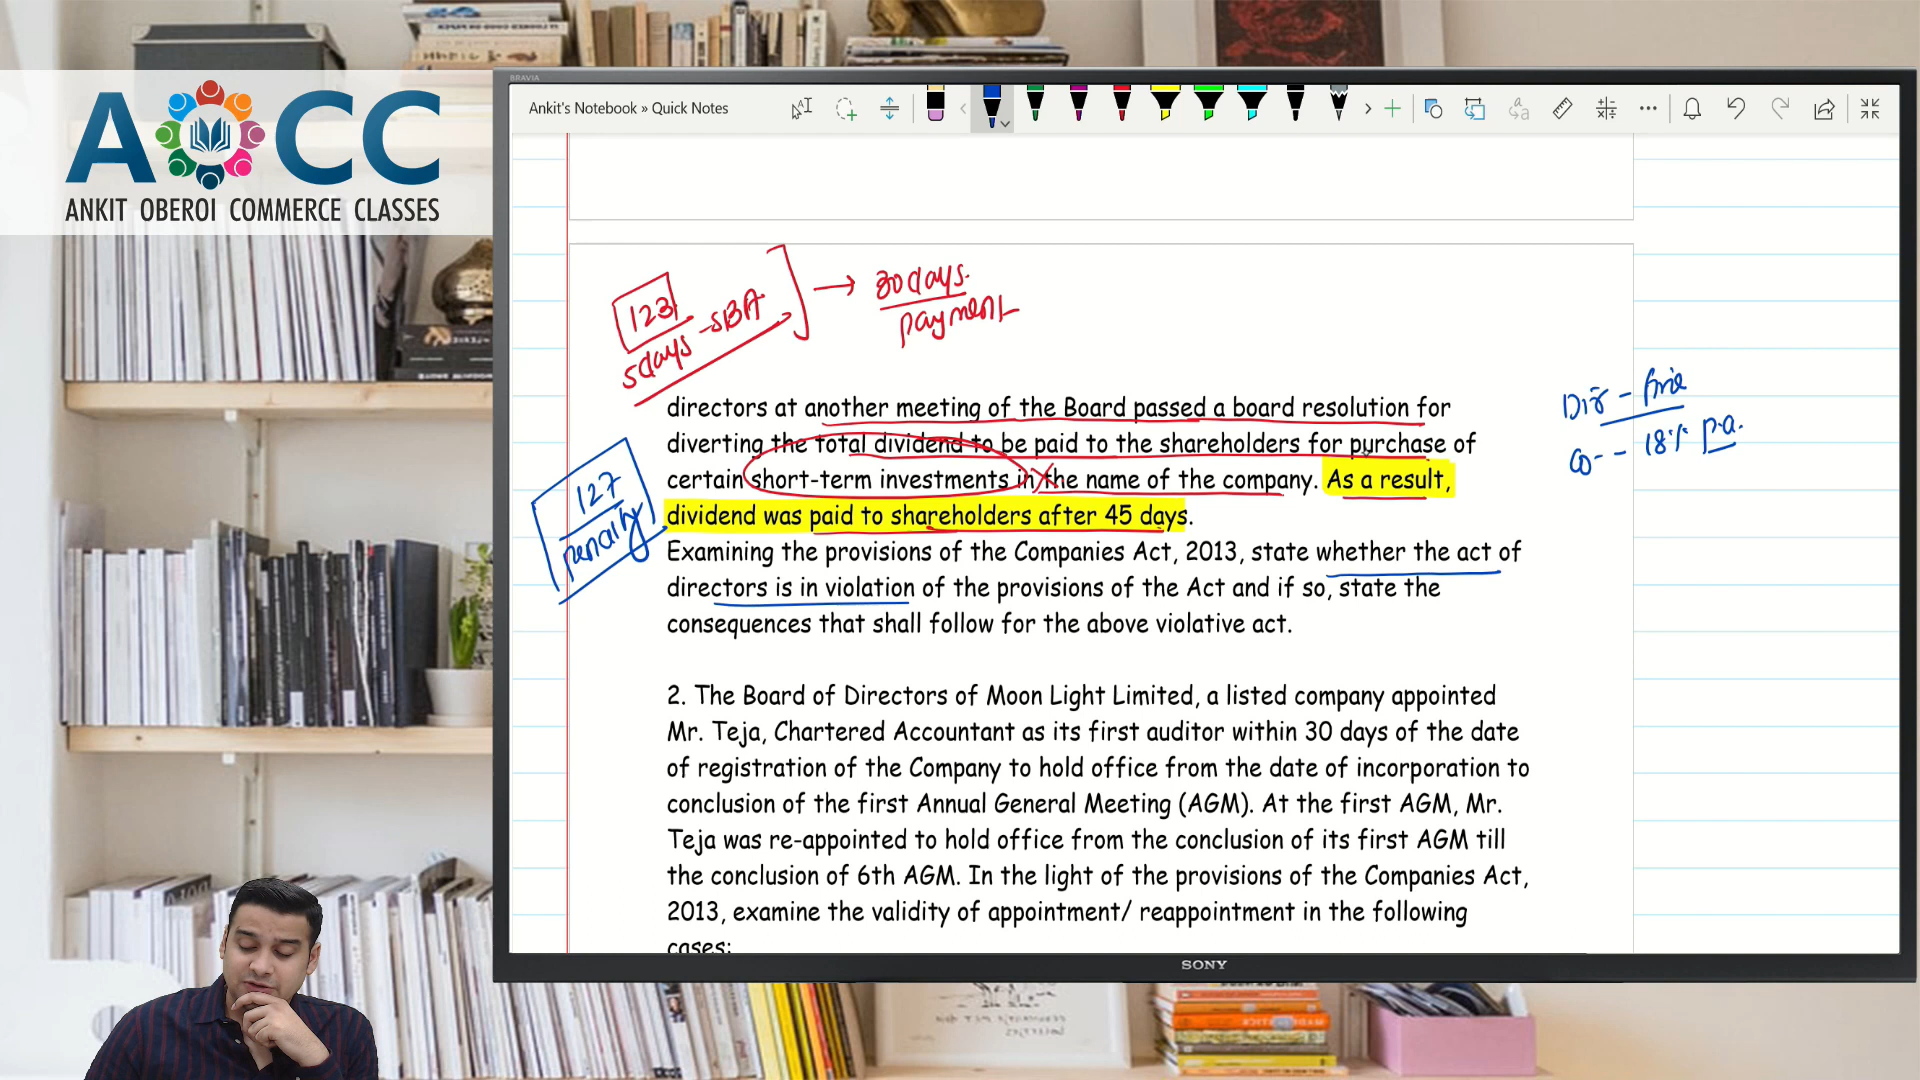 BRAVIA
AOCC
ANKIT OBEROI COMMERCE CLASSES
Ankit's Notebook » Quick Notes
123
5days - SBA
→ 30days.
payment
directors at another meeting of the Board passed a board resolution for
diverting the total dividend to be paid to the shareholders for purchase of
certain short-term investments in the name of the company. As a result,
dividend was paid to shareholders after 45 days.
Examining the provisions of the Companies Act, 2013, state whether the act of
directors is in violation of the provisions of the Act and if so, state the
consequences that shall follow for the above violative act.
127
penalty
Dir - fine
Co - 18% p.a.
2. The Board of Directors of Moon Light Limited, a listed company appointed
Mr. Teja, Chartered Accountant as its first auditor within 30 days of the date
of registration of the Company to hold office from the date of incorporation to
conclusion of the first Annual General Meeting (AGM). At the first AGM, Mr.
Teja was re-appointed to hold office from the conclusion of its first AGM till
the conclusion of 6th AGM. In the light of the provisions of the Companies Act,
2013, examine the validity of appointment/ reappointment in the following
cases:
SONY